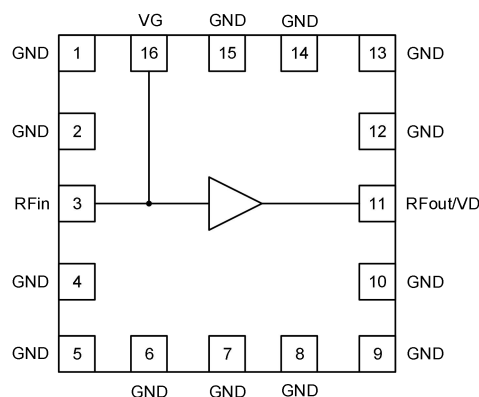 VG GND GND
GND 1 16 15 14 13 GND
GND 2 12 GND
RFin 3 11 RFout/VD
GND 4 10 GND
GND 5 6 7 8 9 GND
GND GND GND